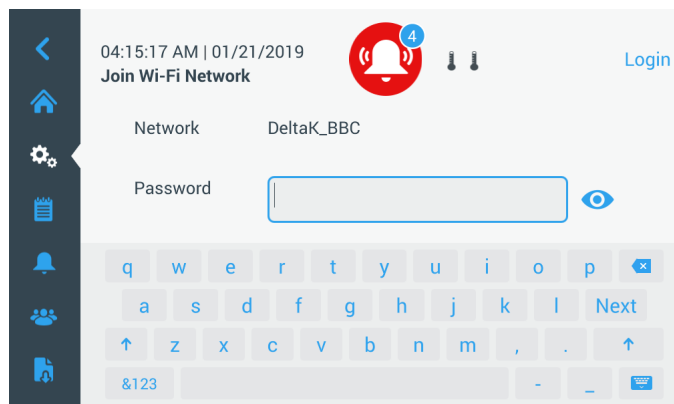 4
04:15:17 AM | 01/21/2019
Login
Join Wi-Fi Network
Network DeltaK_BBC
Password
q w e r t y u i o p
a s d f g h j k l Next
z x c v b n m , .
&123 - _